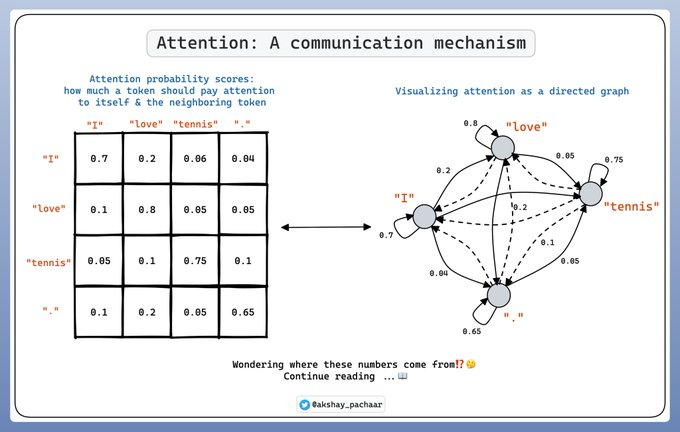 Attention: A communication mechanism
Attention probability scores:
how much a token should pay attention
to itself & the neighboring token
"I" "love" "tennis" "."
"I" 0.7 0.2 0.06 0.04
"love" 0.1 0.8 0.05 0.05
"tennis" 0.05 0.1 0.75 0.1
"." 0.1 0.2 0.05 0.65
Visualizing attention as a directed graph
0.8 "love"
0.05 0.75
0.2
"I" 0.2 "tennis"
0.7
0.1
0.04 0.05
"."
0.65
Wondering where these numbers come from⁉️🤔
Continue reading ...📖
@akshay_pachaar